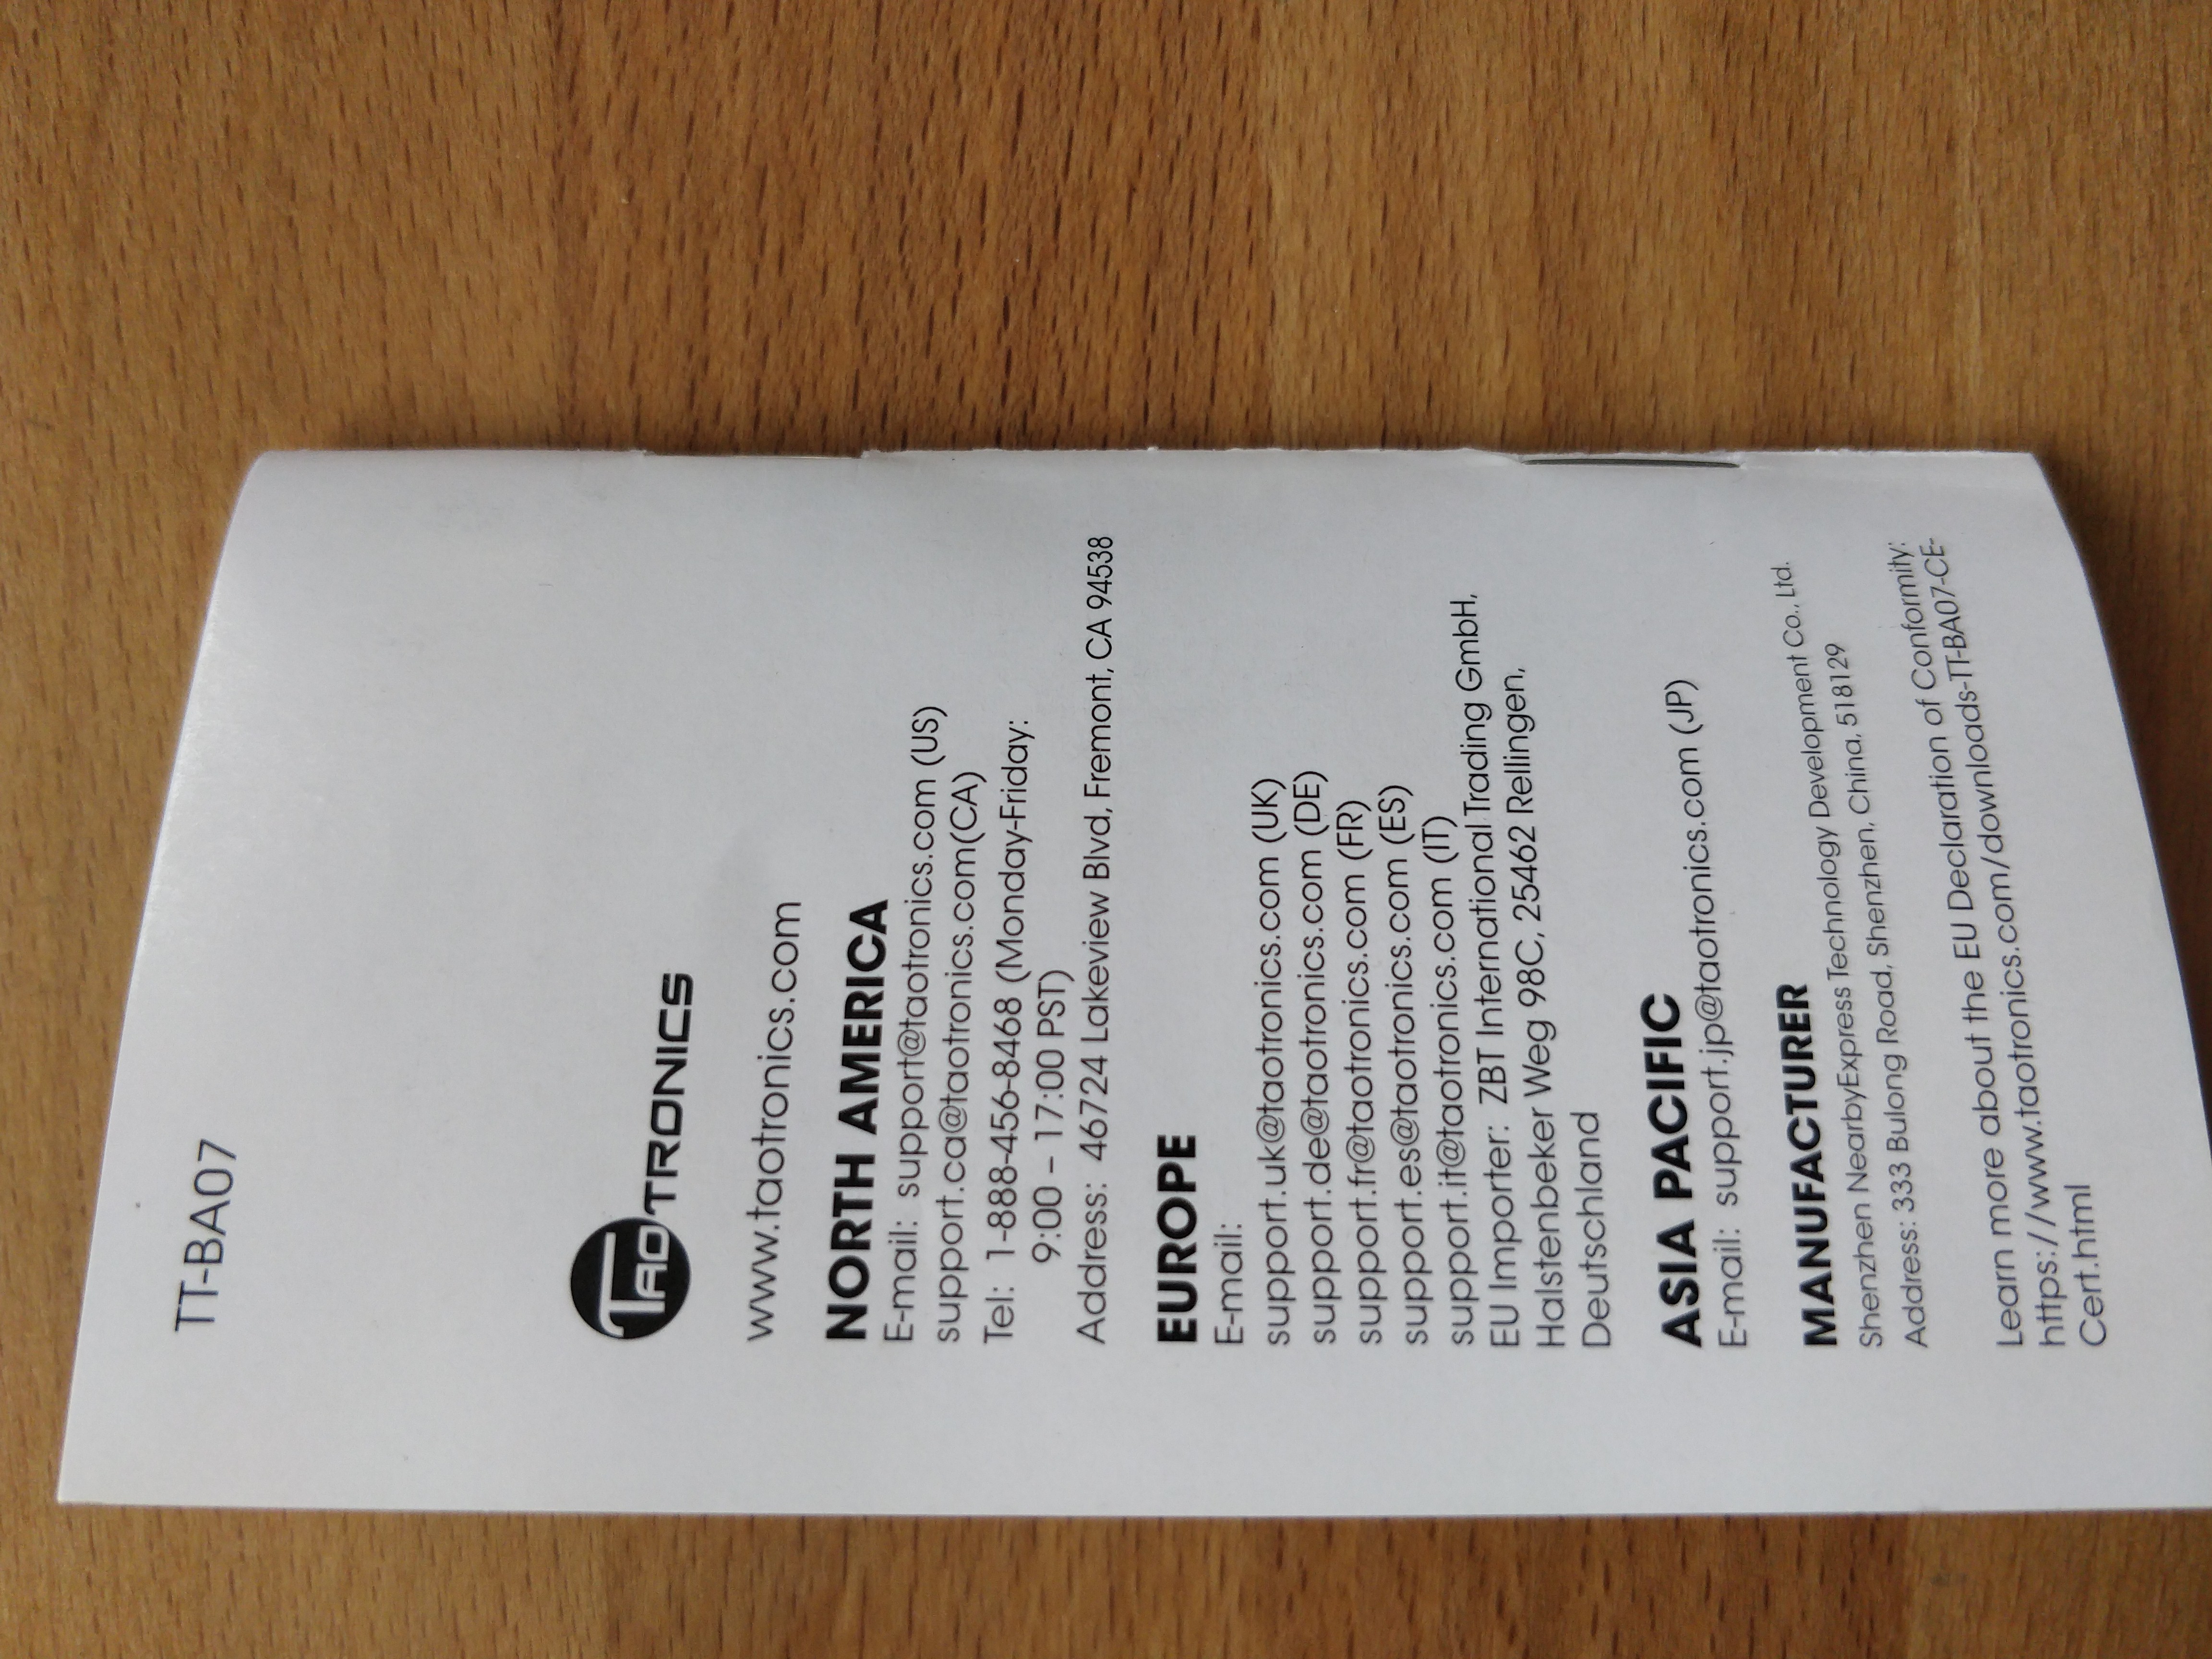 TT-BA07
TAOTRONICS
www.taotronics.com
NORTH AMERICA
E-mail: support@taotronics.com (US)
support.ca@taotronics.com(CA)
Tel: 1-888-456-8468 (Monday-Friday:
9:00 – 17:00 PST)
Address: 46724 Lakeview Blvd, Fremont, CA 94538
EUROPE
E-mail:
support.uk@taotronics.com (UK)
support.de@taotronics.com (DE)
support.fr@taotronics.com (FR)
support.es@taotronics.com (ES)
support.it@taotronics.com (IT)
EU Importer: ZBT International Trading GmbH,
Halstenbeker Weg 98C, 25462 Rellingen,
Deutschland
ASIA PACIFIC
E-mail: support.jp@taotronics.com (JP)
MANUFACTURER
Shenzhen NearbyExpress Technology Development Co., Ltd.
Address: 333 Bulong Road, Shenzhen, China, 518129
Learn more about the EU Declaration of Conformity:
https://www.taotronics.com/downloads-TT-BA07-CE-
Cert.html